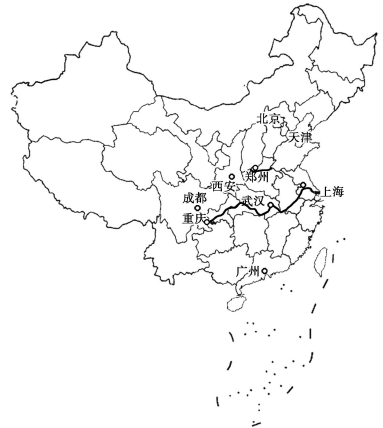 北京
天津
郑州
西安
成都
武汉
上海
重庆
广州